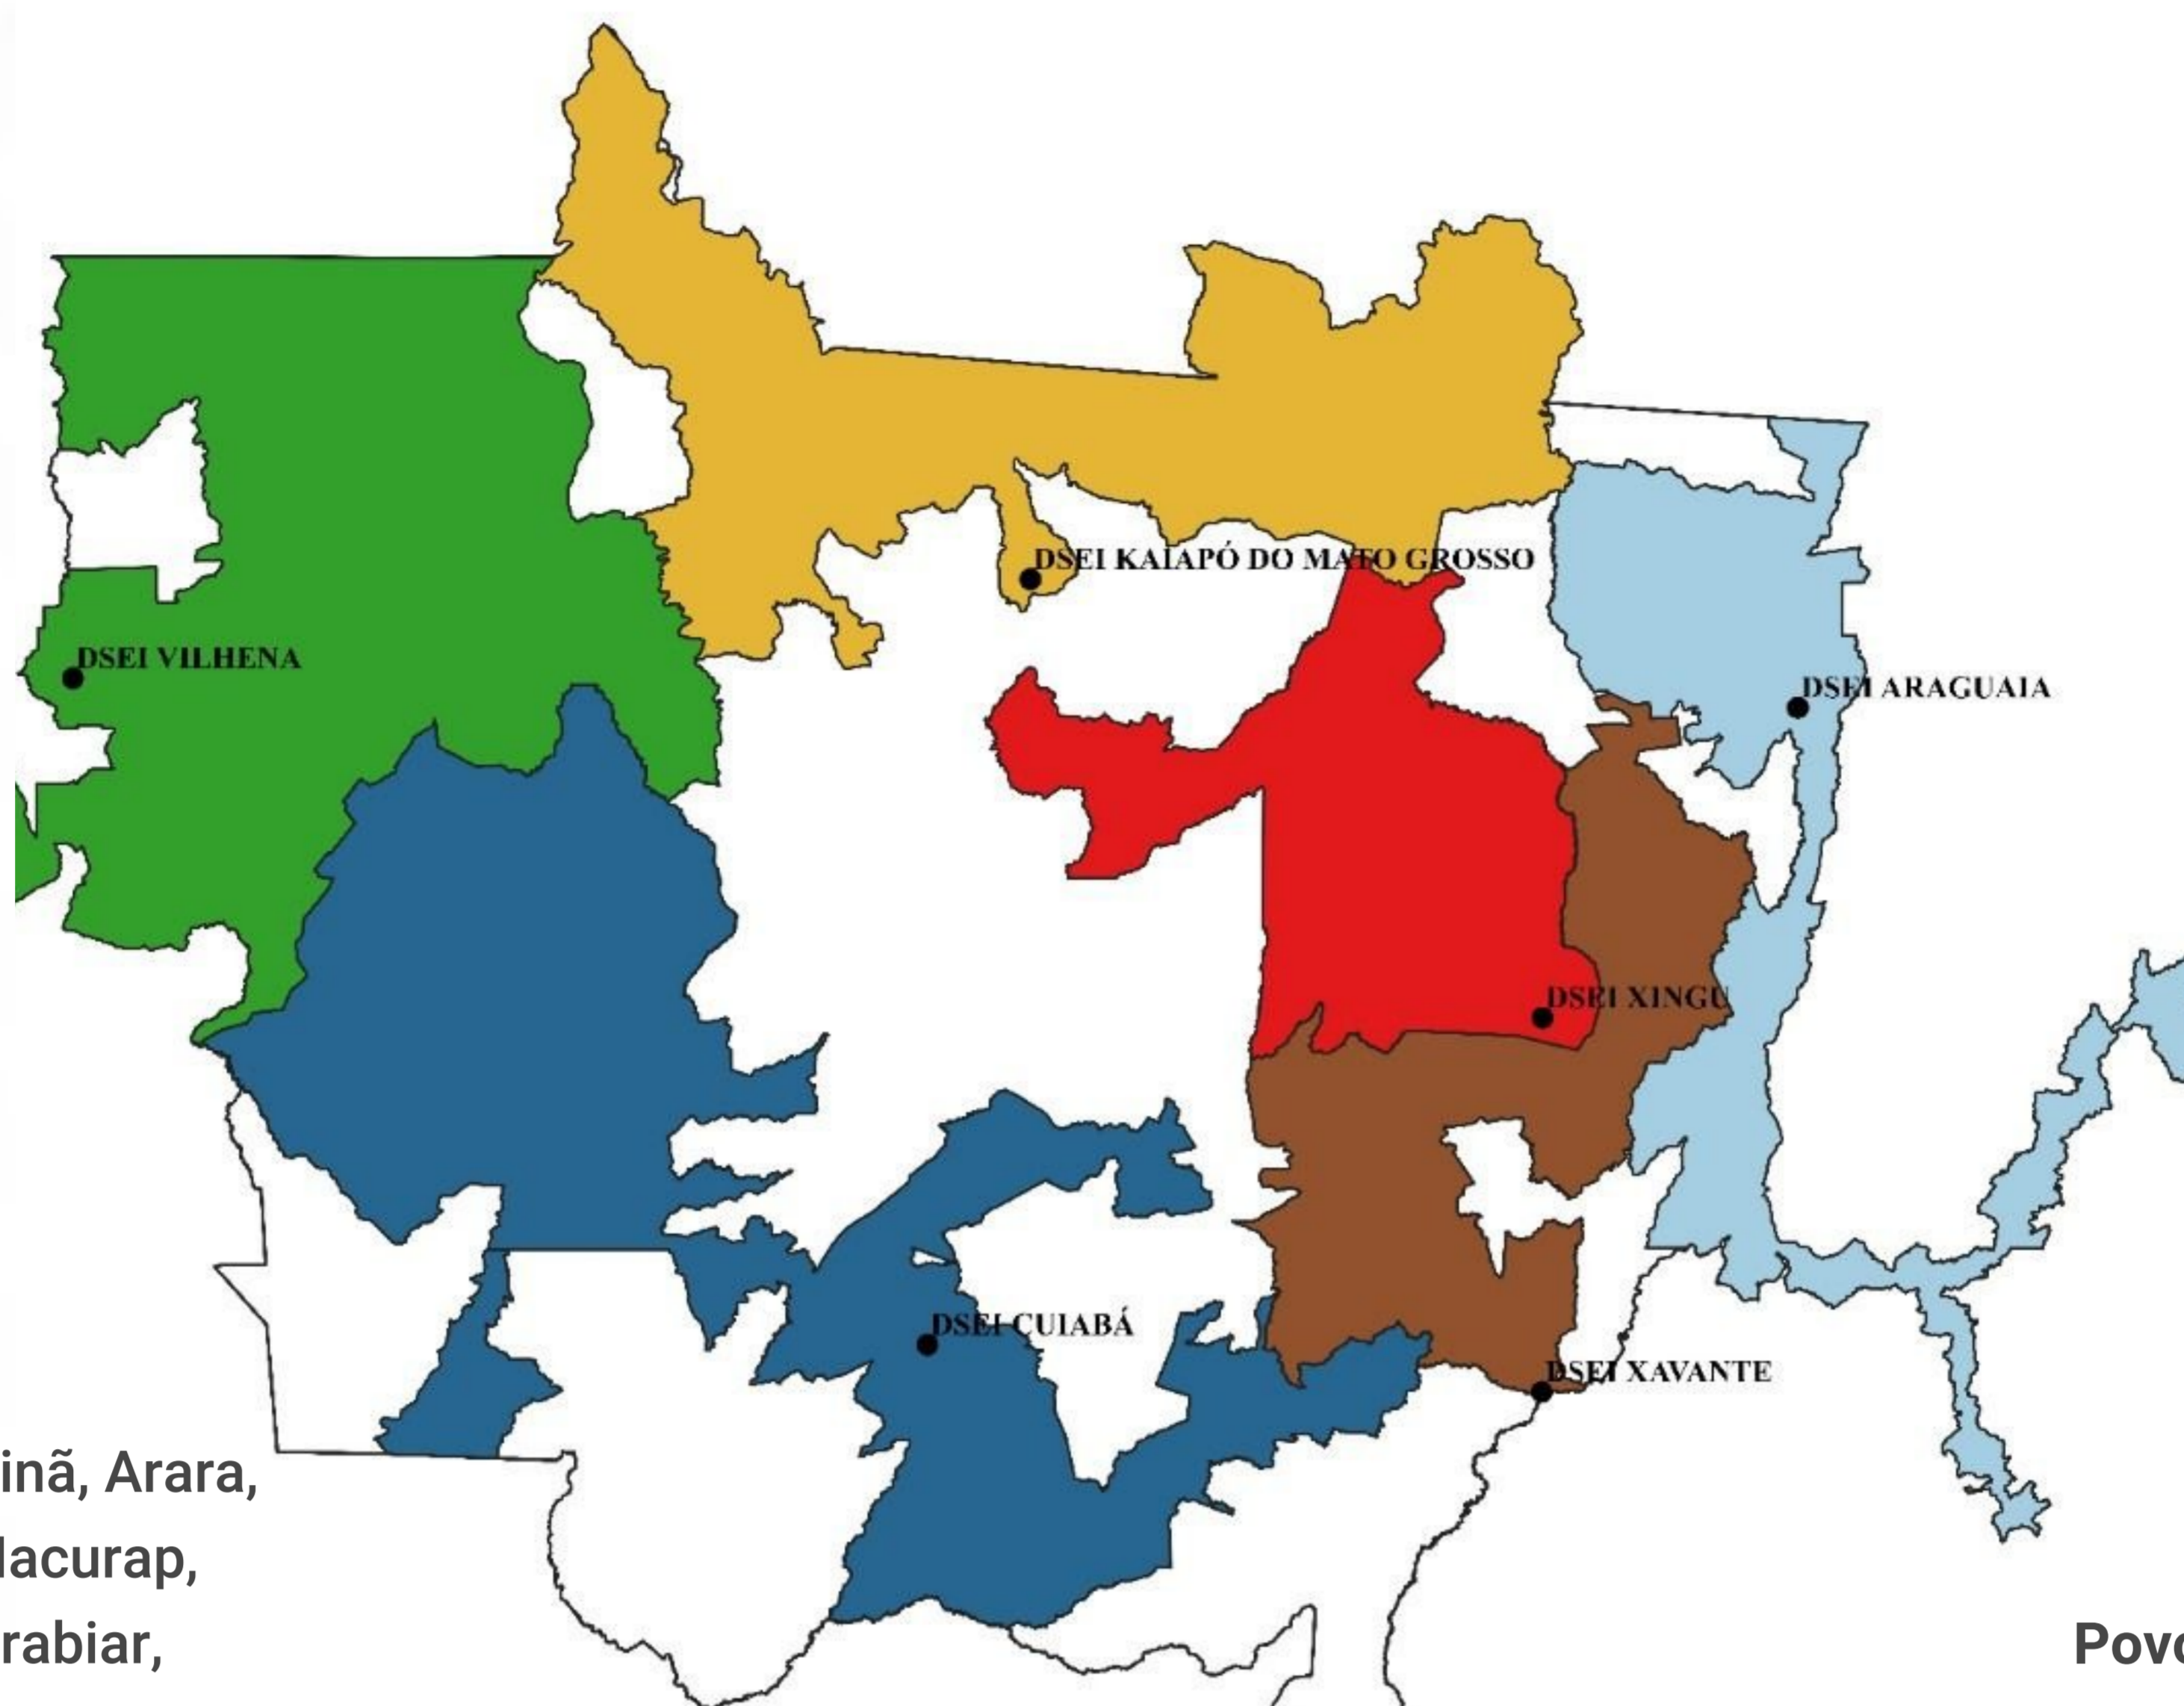 DSEI KAIAPÓ DO MATO GROSSO
DSEI VILHENA
DSEI ARAGUAIA
DSEI XINGU
DSEI CUIABÁ
DSEI XAVANTE
inã, Arara,
acurap,
rabiar,
Povo